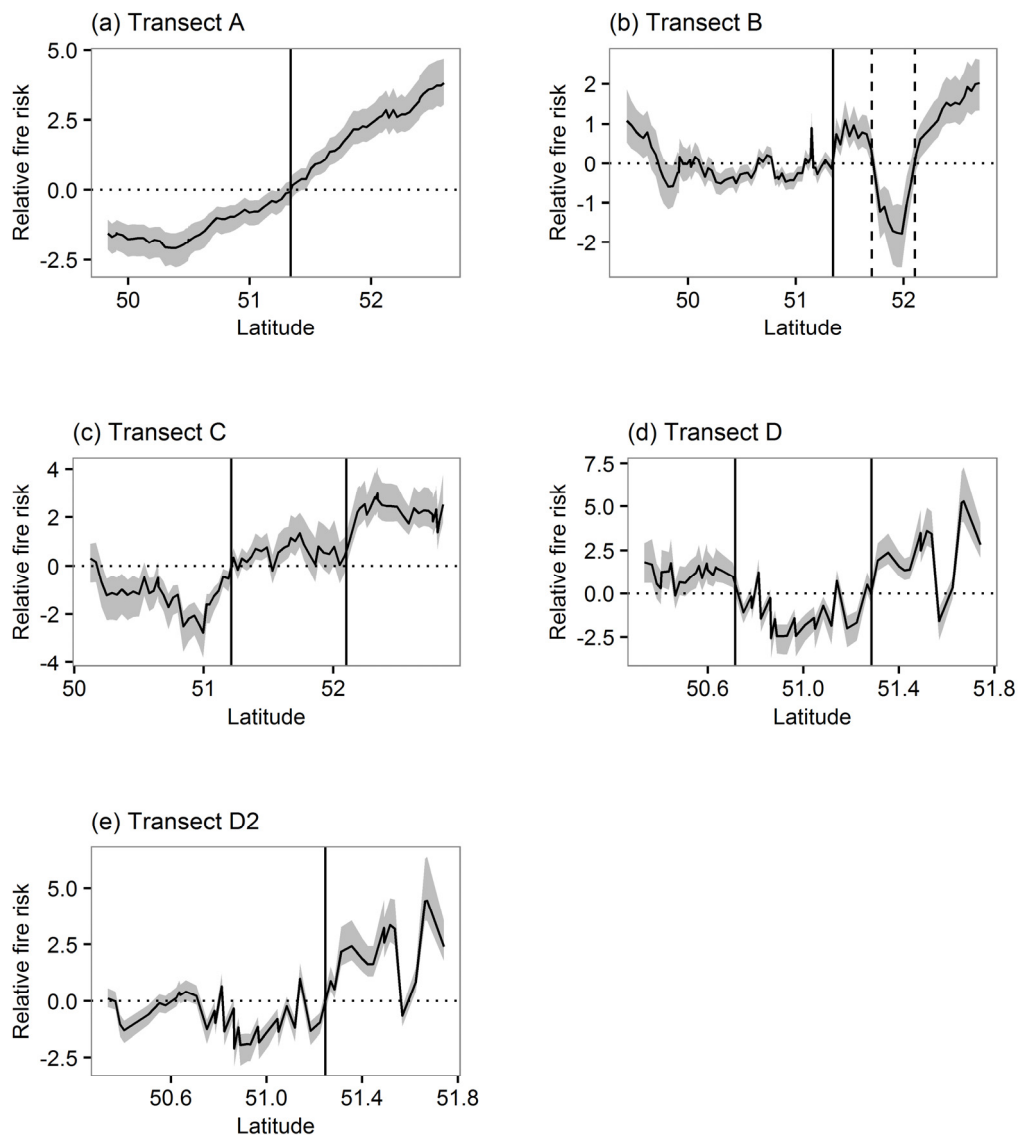 (a) Transect A
5.0
2.5
0.0
-2.5
Relative fire risk
50 51 52
Latitude
(b) Transect B
2
1
0
-1
-2
Relative fire risk
50 51 52
Latitude
(c) Transect C
4
2
0
-2
-4
Relative fire risk
50 51 52
Latitude
(d) Transect D
7.5
5.0
2.5
0.0
-2.5
Relative fire risk
50.6 51.0 51.4 51.8
Latitude
(e) Transect D2
5.0
2.5
0.0
-2.5
Relative fire risk
50.6 51.0 51.4 51.8
Latitude